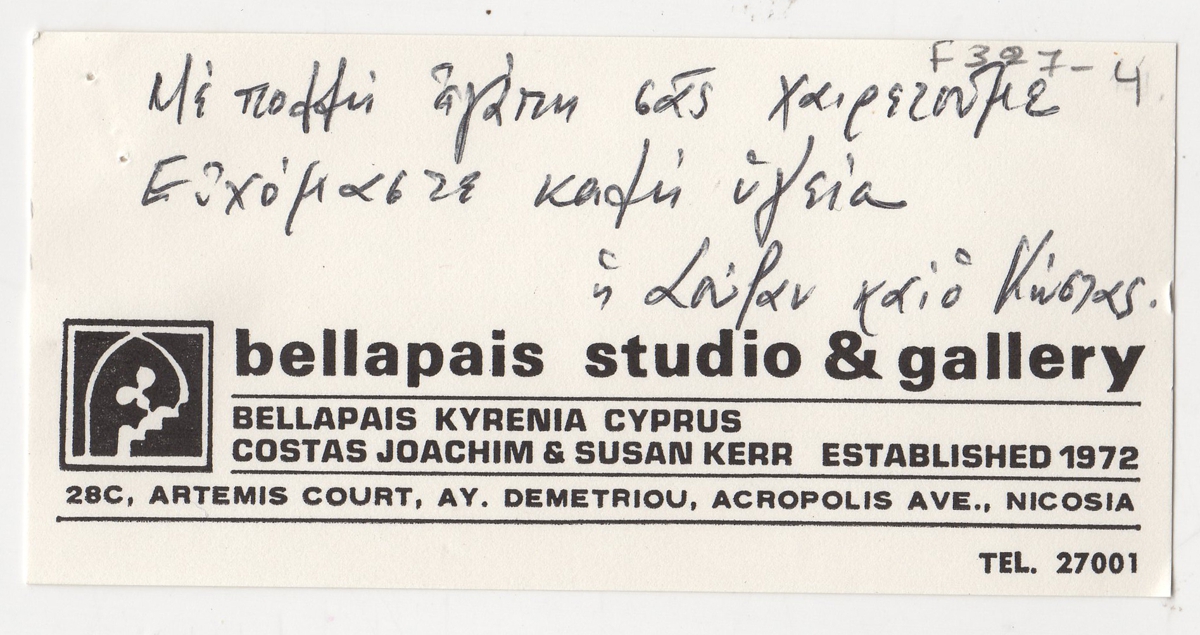 F327-4
Μέ πολλή ἀγάπη σᾶς χαιρετοῦμε
Εὐχόμαστε καλή ὑγεία
ἡ Σούζαν καί ὁ Κώστας.
bellapais studio & gallery
BELLAPAIS KYRENIA CYPRUS
COSTAS JOACHIM & SUSAN KERR ESTABLISHED 1972
28C, ARTEMIS COURT, AY. DEMETRIOU, ACROPOLIS AVE., NICOSIA
TEL. 27001